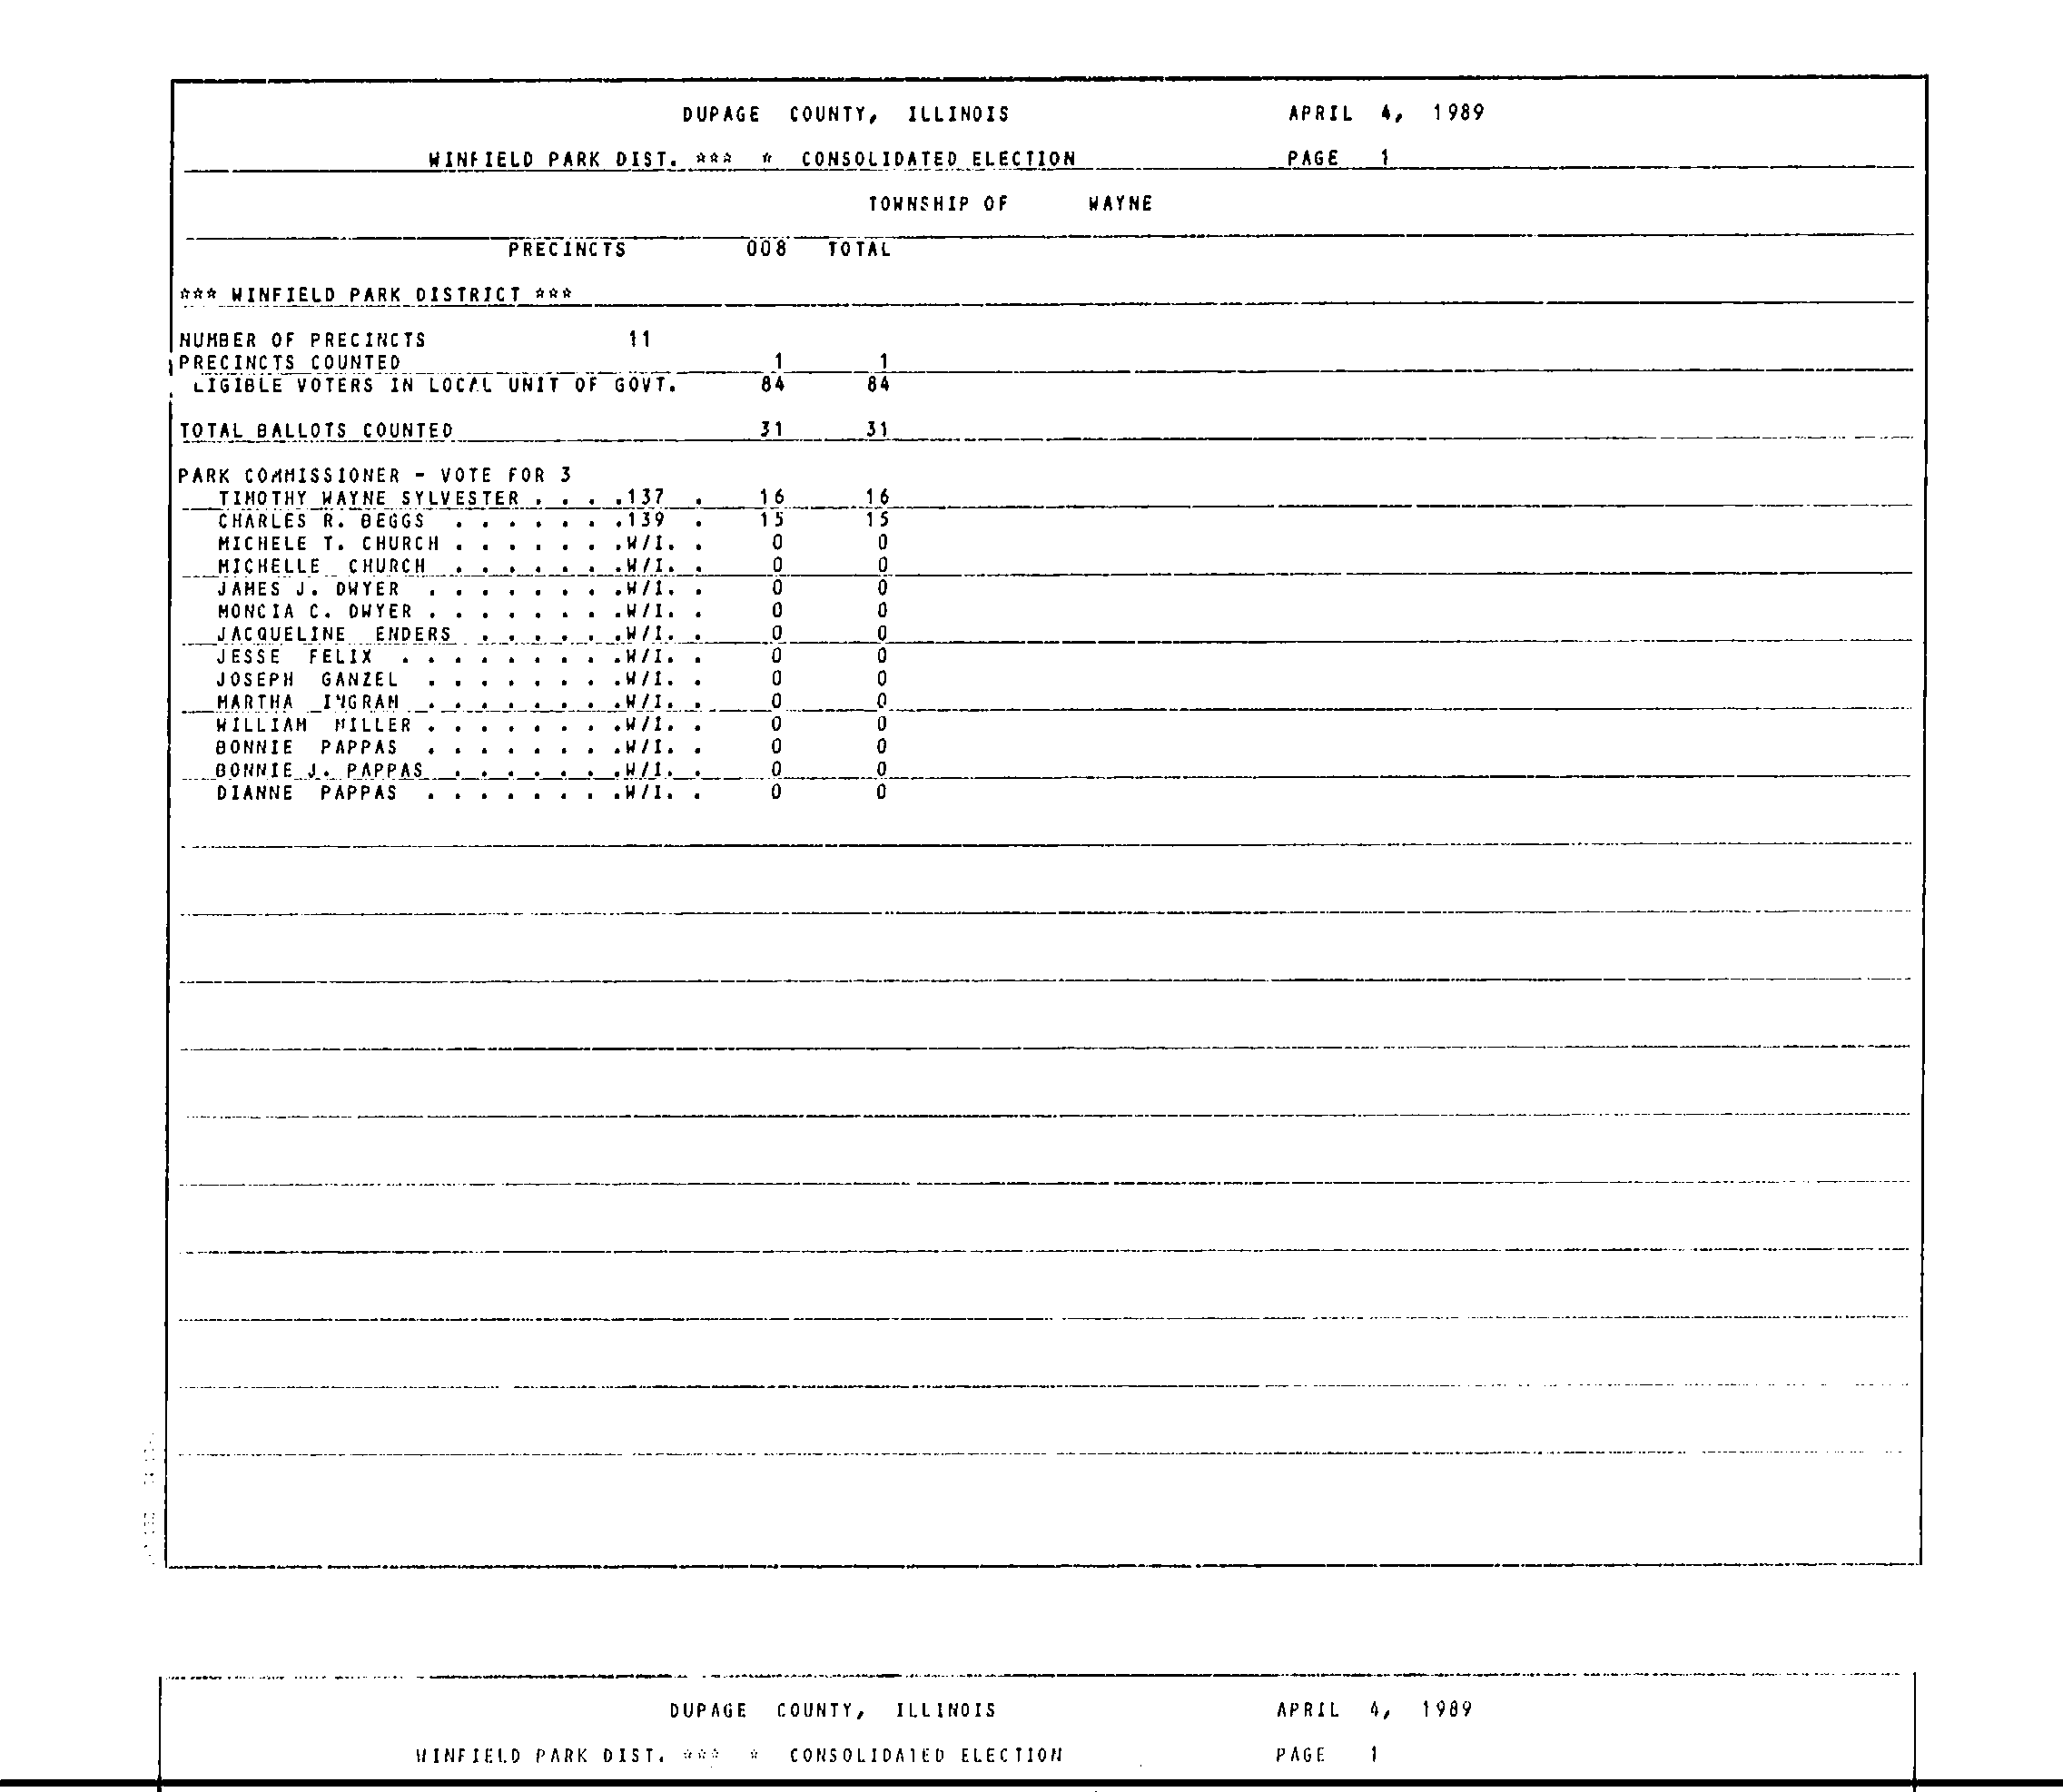 DUPAGE COUNTY, ILLINOIS APRIL 4, 1989
WINFIELD PARK DIST. *** * CONSOLIDATED ELECTION PAGE 1
TOWNSHIP OF WAYNE
PRECINCTS 008 TOTAL
*** WINFIELD PARK DISTRICT ***
NUMBER OF PRECINCTS 11
PRECINCTS COUNTED 1 1
LIGIBLE VOTERS IN LOCAL UNIT OF GOVT. 84 84
TOTAL BALLOTS COUNTED 31 31
PARK COMMISSIONER - VOTE FOR 3
TIMOTHY WAYNE SYLVESTER . . . .137 . 16 16
CHARLES R. BEGGS . . . . . . .139 . 15 15
MICHELE T. CHURCH . . . . . . .W/I. . 0 0
MICHELLE CHURCH . . . . . . .W/I. . 0 0
JAMES J. DWYER . . . . . . . .W/I. . 0 0
MONCIA C. DWYER . . . . . . . .W/I. . 0 0
JACQUELINE ENDERS . . . . . .W/I. . 0 0
JESSE FELIX . . . . . . . . .W/I. . 0 0
JOSEPH GANZEL . . . . . . . .W/I. . 0 0
MARTHA INGRAM . . . . . . . .W/I. . 0 0
WILLIAM MILLER . . . . . . . .W/I. . 0 0
BONNIE PAPPAS . . . . . . . .W/I. . 0 0
BONNIE J. PAPPAS . . . . . . .W/I. . 0 0
DIANNE PAPPAS . . . . . . . .W/I. . 0 0
DUPAGE COUNTY, ILLINOIS APRIL 4, 1989
WINFIELD PARK DIST. *** * CONSOLIDATED ELECTION PAGE 1